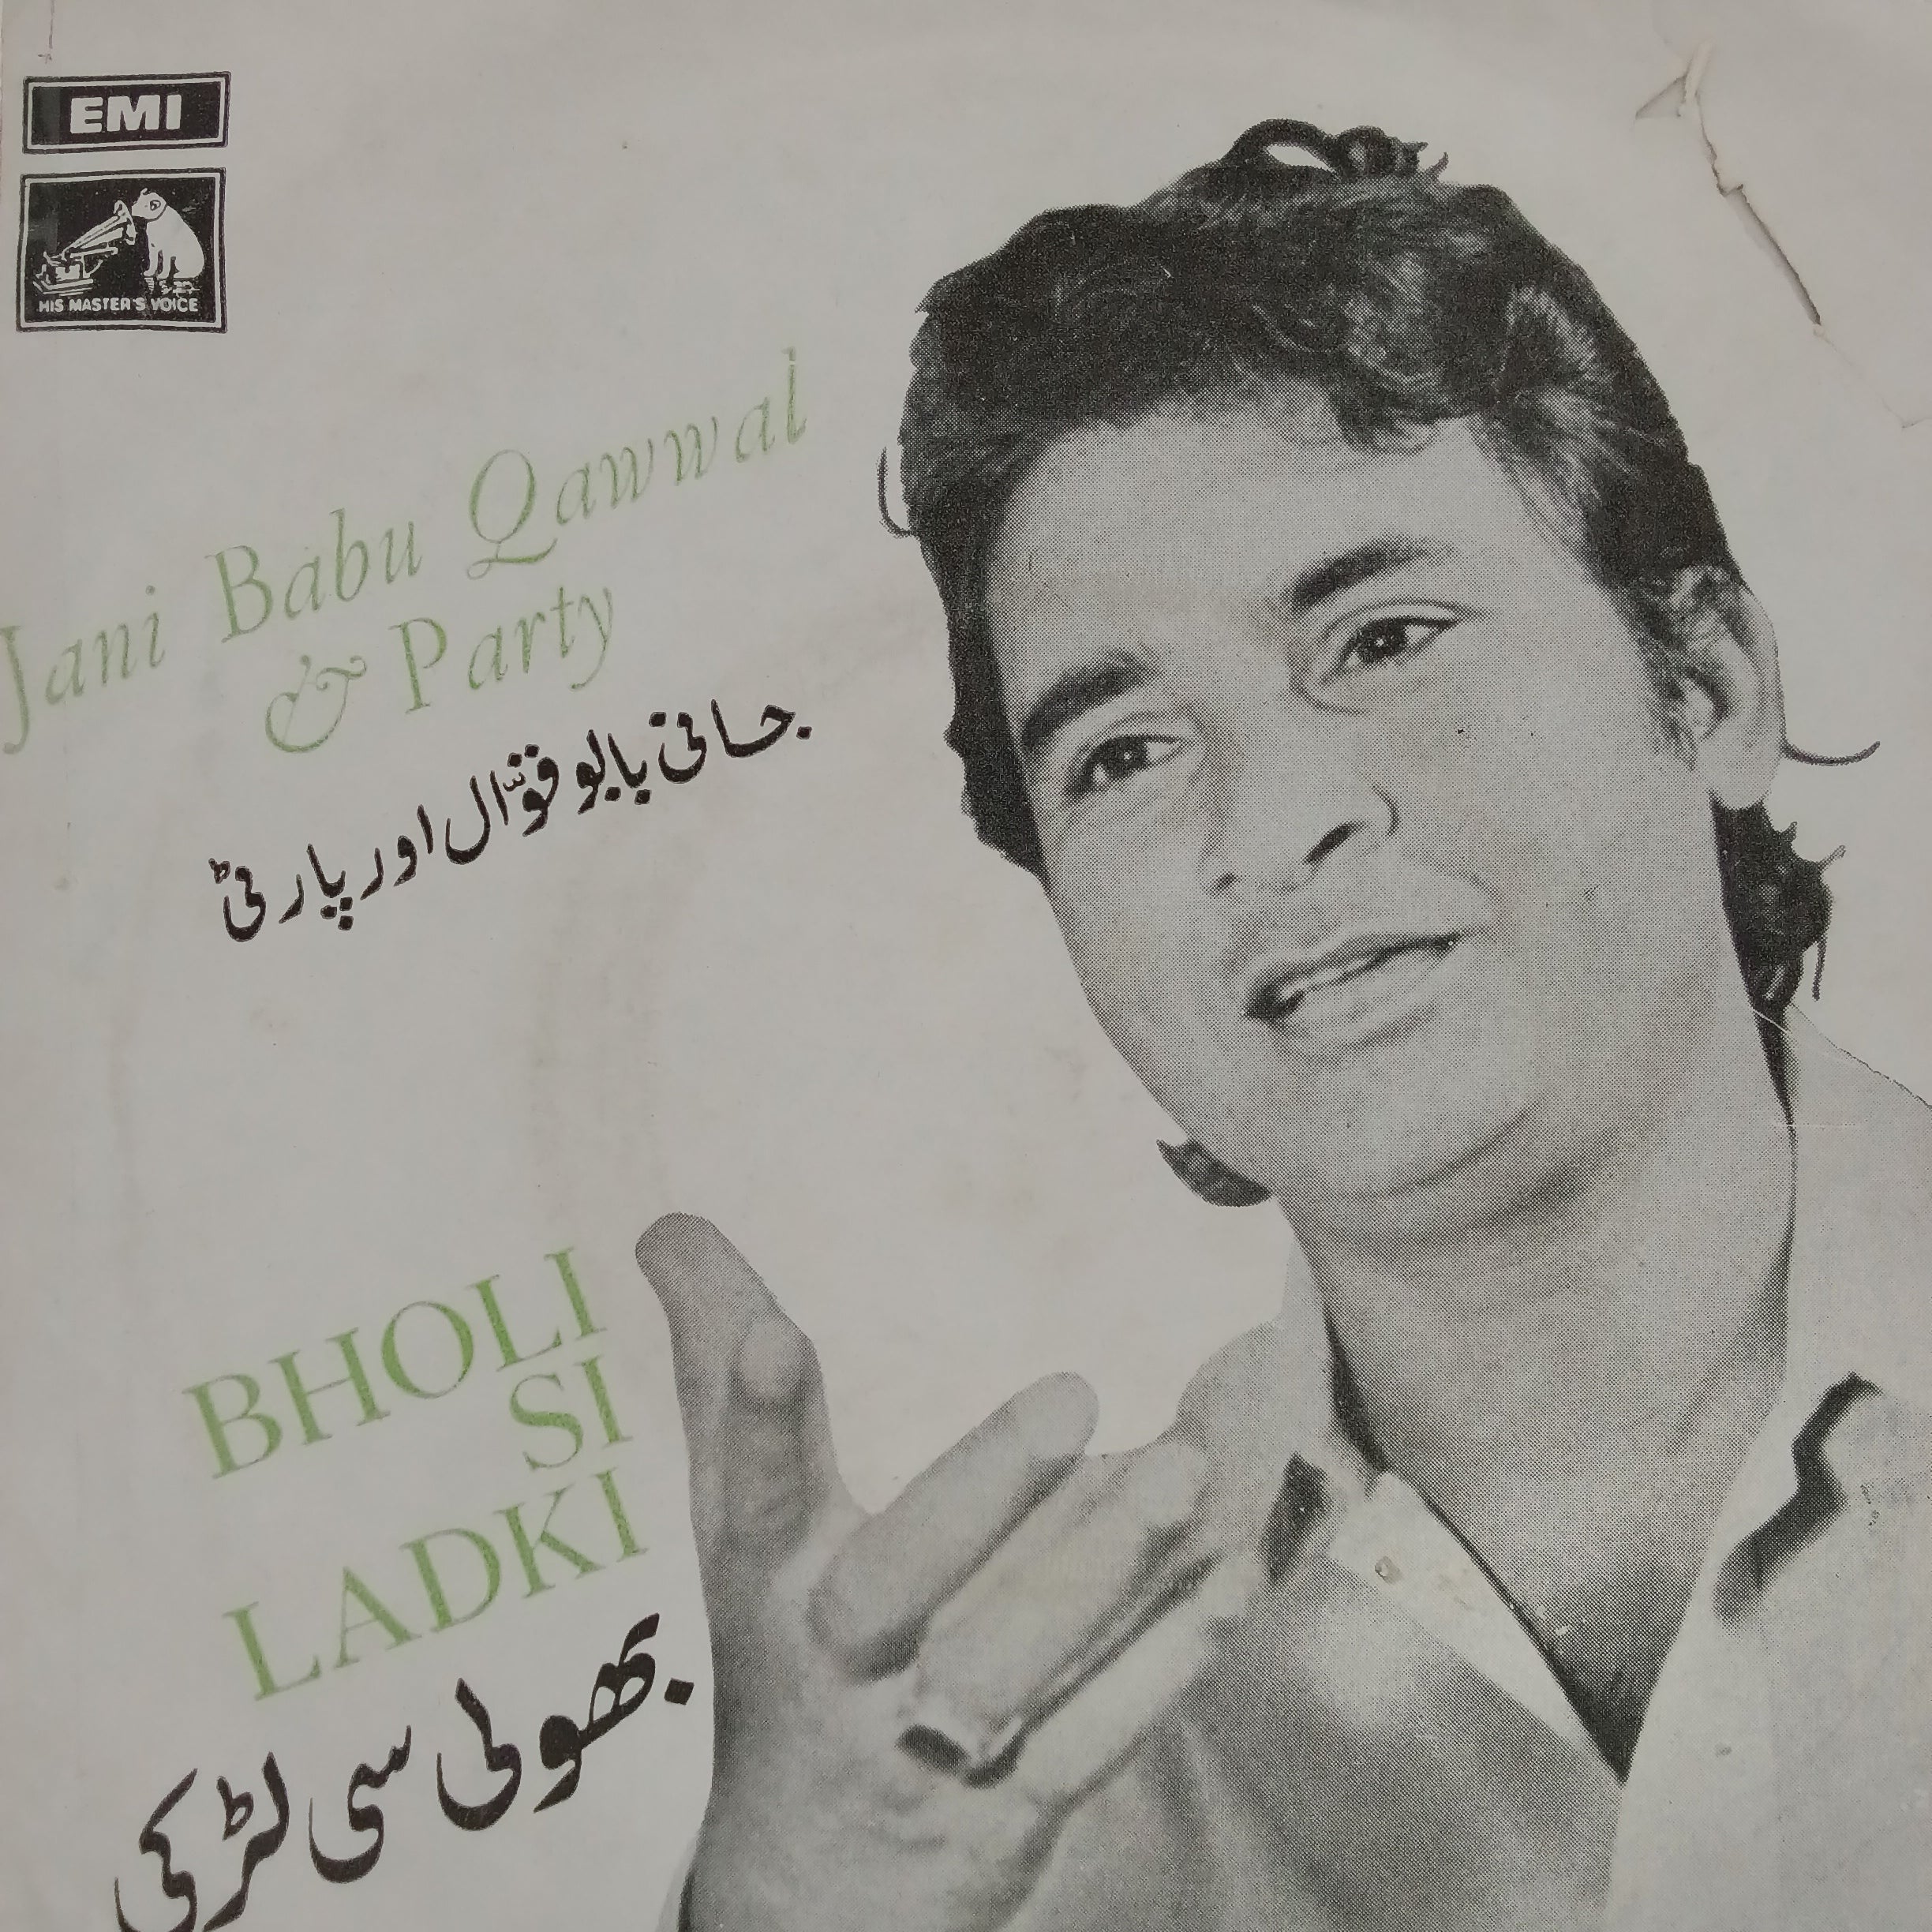 EMI
HIS MASTER'S VOICE
Jani Babu Qawwal
& Party
جانی بابو قوّال اور پارٹی
BHOLI
SI
LADKI
بھولی سی لڑکی